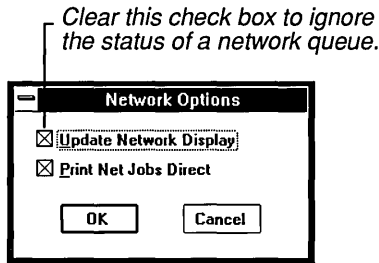 Clear this check box to ignore
the status of a network queue.
Network Options
Update Network Display
Print Net Jobs Direct
OK
Cancel